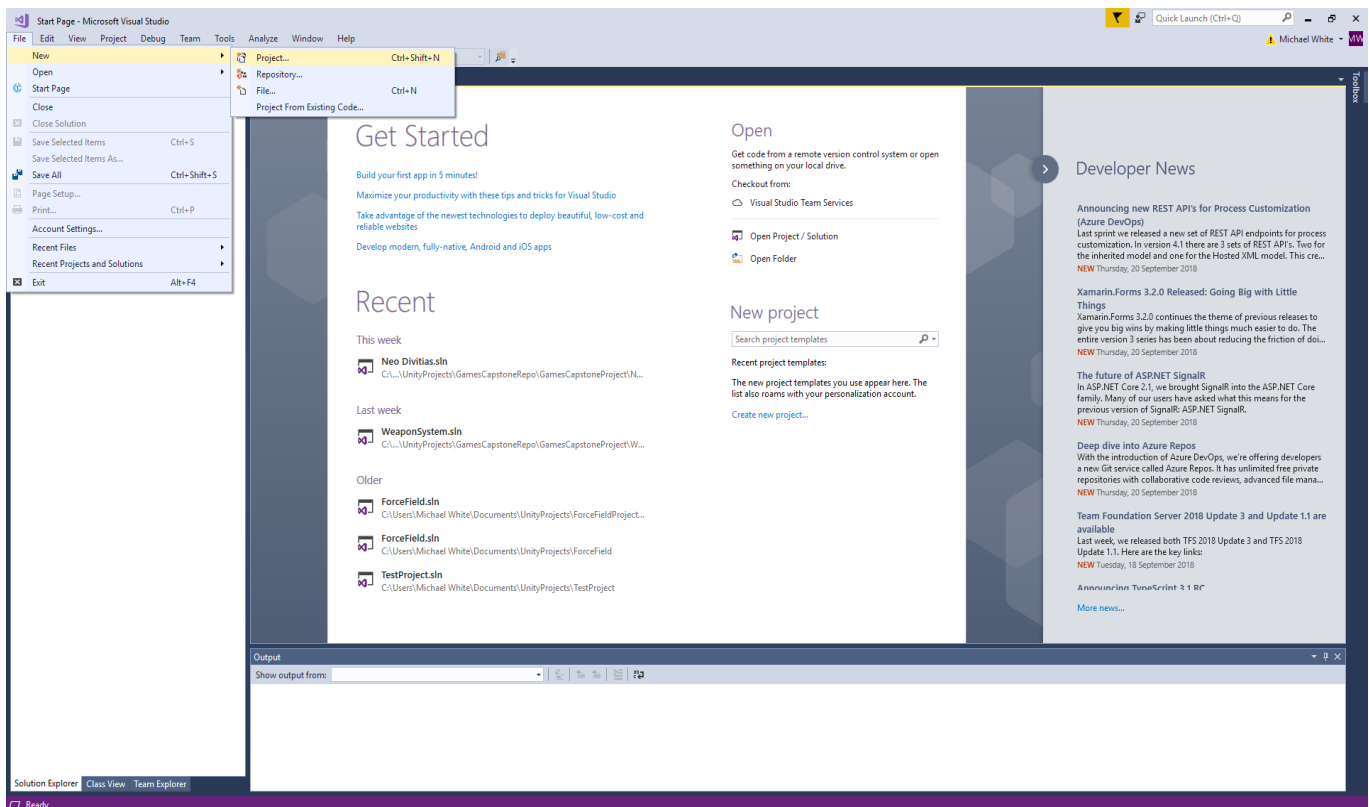 Start Page - Microsoft Visual Studio
Quick Launch (Ctrl+Q)
File Edit View Project Debug Team Tools Analyze Window Help
Michael White
MW
New
Open
Start Page
Close
Close Solution
Save Selected Items Ctrl+S
Save Selected Items As...
Save All Ctrl+Shift+S
Page Setup...
Print... Ctrl+P
Account Settings...
Recent Files
Recent Projects and Solutions
Exit Alt+F4
Project... Ctrl+Shift+N
Repository...
File... Ctrl+N
Project From Existing Code...
Toolbox
Get Started
Build your first app in 5 minutes!
Maximize your productivity with these tips and tricks for Visual Studio
Take advantage of the newest technologies to deploy beautiful, low-cost and
reliable websites
Develop modern, fully-native, Android and iOS apps
Recent
This week
Neo Divitias.sln
C:\...\UnityProjects\GamesCapstoneRepo\GamesCapstoneProject\N...
Last week
WeaponSystem.sln
C:\...\UnityProjects\GamesCapstoneRepo\GamesCapstoneProject\W...
Older
ForceField.sln
C:\Users\Michael White\Documents\UnityProjects\ForceFieldProject...
ForceField.sln
C:\Users\Michael White\Documents\UnityProjects\ForceField
TestProject.sln
C:\Users\Michael White\Documents\UnityProjects\TestProject
Open
Get code from a remote version control system or open
something on your local drive.
Checkout from:
Visual Studio Team Services
Open Project / Solution
Open Folder
New project
Search project templates
Recent project templates:
The new project templates you use appear here. The
list also roams with your personalization account.
Create new project...
Developer News
Announcing new REST API's for Process Customization
(Azure DevOps)
Last sprint we released a new set of REST API endpoints for process
customization. In version 4.1 there are 3 sets of REST API's. Two for
the inherited model and one for the Hosted XML model. This cre...
NEW Thursday, 20 September 2018
Xamarin.Forms 3.2.0 Released: Going Big with Little
Things
Xamarin.Forms 3.2.0 continues the theme of previous releases to
give you big wins by making little things much easier to do. The
entire version 3 series has been about reducing the friction of doi...
NEW Thursday, 20 September 2018
The future of ASP.NET SignalR
In ASP.NET Core 2.1, we brought SignalR into the ASP.NET Core
family. Many of our users have asked what this means for the
previous version of SignalR: ASP.NET SignalR.
NEW Thursday, 20 September 2018
Deep dive into Azure Repos
With the introduction of Azure DevOps, we're offering developers
a new Git service called Azure Repos. It has unlimited free private
repositories with collaborative code reviews, advanced file mana...
NEW Thursday, 20 September 2018
Team Foundation Server 2018 Update 3 and Update 1.1 are
available
Last week, we released both TFS 2018 Update 3 and TFS 2018
Update 1.1. Here are the key links:
NEW Tuesday, 18 September 2018
Announcing TypeScript 3.1 RC
More news...
Output
Show output from:
Solution Explorer Class View Team Explorer
Ready